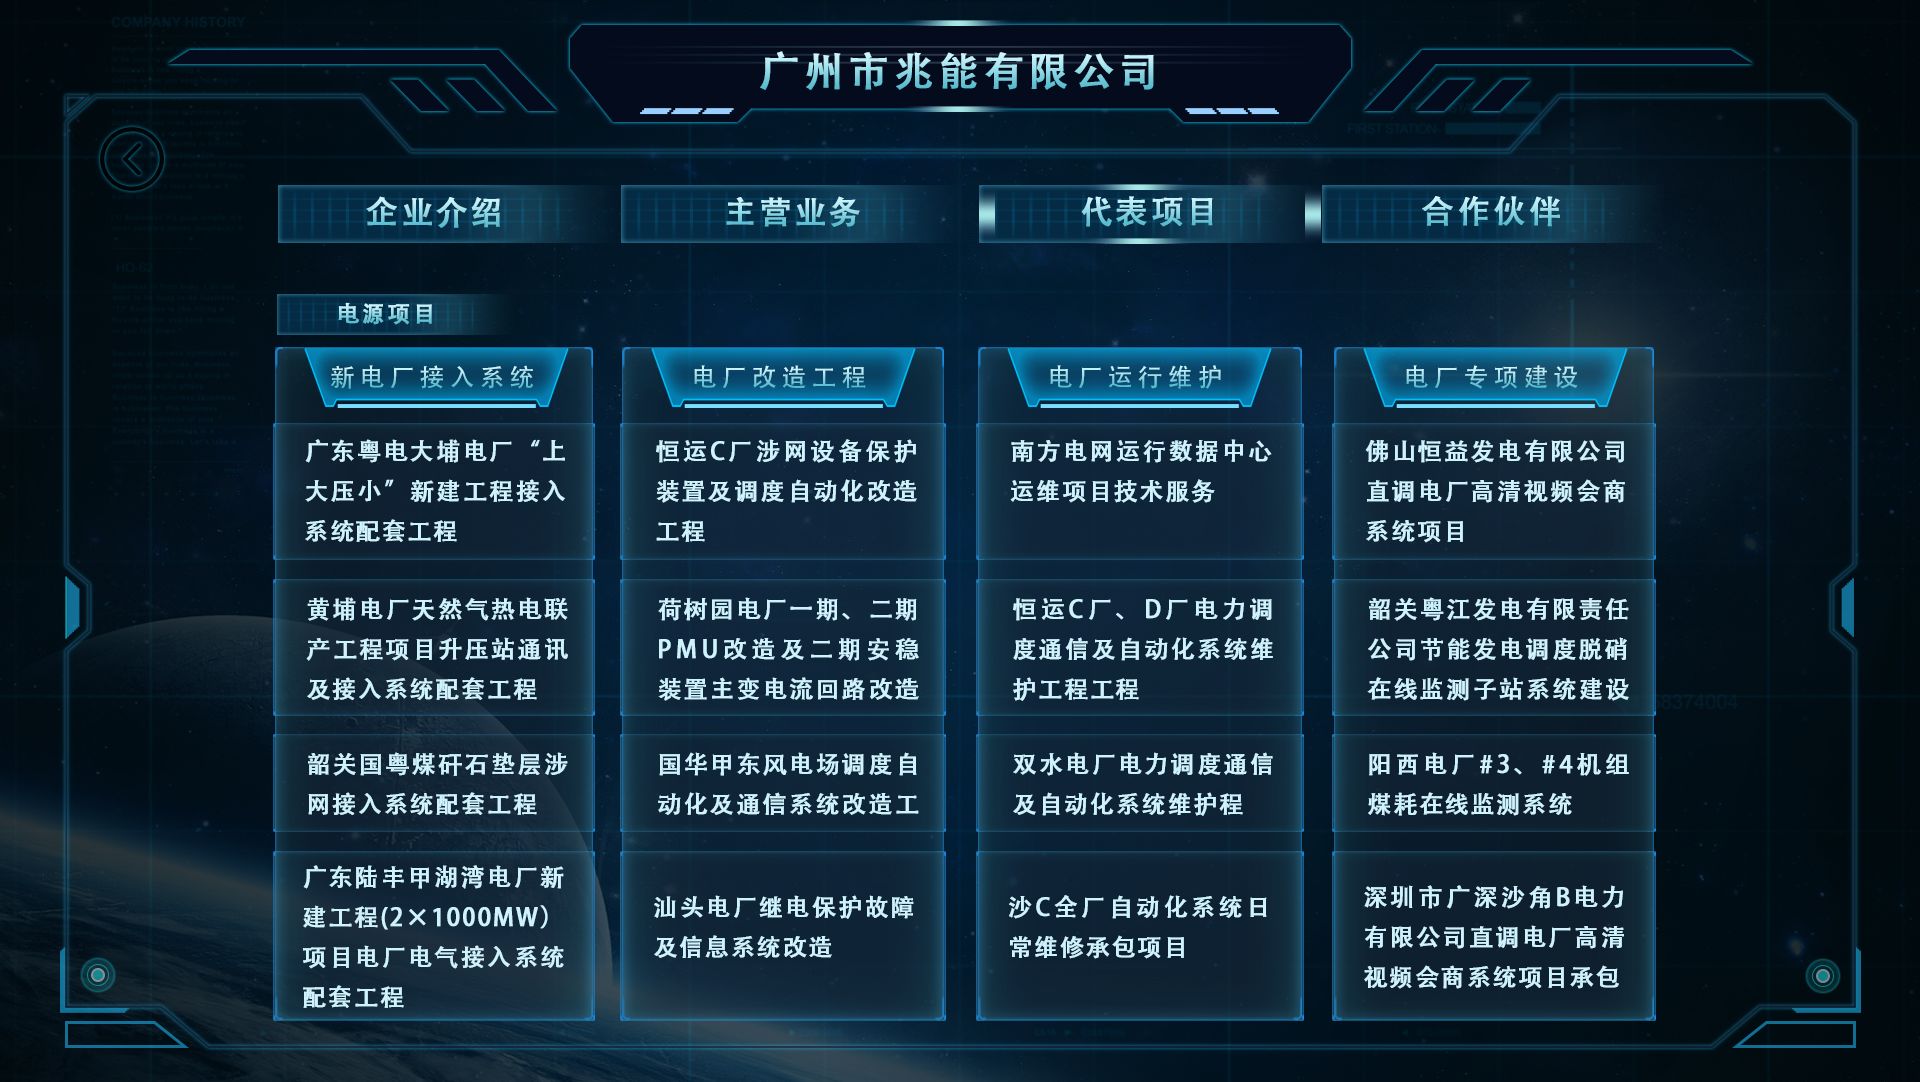 COMPANY HISTORY
广州市兆能有限公司
FIRST STATION
企业介绍
主营业务
代表项目
合作伙伴
HO-62
电源项目
新电厂接入系统
广东粤电大埔电厂“上
大压小”新建工程接入
系统配套工程
黄埔电厂天然气热电联
产工程项目升压站通讯
及接入系统配套工程
韶关国粤煤矸石垫层涉
网接入系统配套工程
广东陆丰甲湖湾电厂新
建工程(2×1000MW）
项目电厂电气接入系统
配套工程
电厂改造工程
恒运C厂涉网设备保护
装置及调度自动化改造
工程
荷树园电厂一期、二期
PMU改造及二期安稳
装置主变电流回路改造
国华甲东风电场调度自
动化及通信系统改造工
汕头电厂继电保护故障
及信息系统改造
电厂运行维护
南方电网运行数据中心
运维项目技术服务
恒运C厂、D厂电力调
度通信及自动化系统维
护工程工程
双水电厂电力调度通信
及自动化系统维护程
沙C全厂自动化系统日
常维修承包项目
电厂专项建设
佛山恒益发电有限公司
直调电厂高清视频会商
系统项目
韶关粤江发电有限责任
公司节能发电调度脱硝
在线监测子站系统建设
68374004
阳西电厂#3、#4机组
煤耗在线监测系统
深圳市广深沙角B电力
有限公司直调电厂高清
视频会商系统项目承包